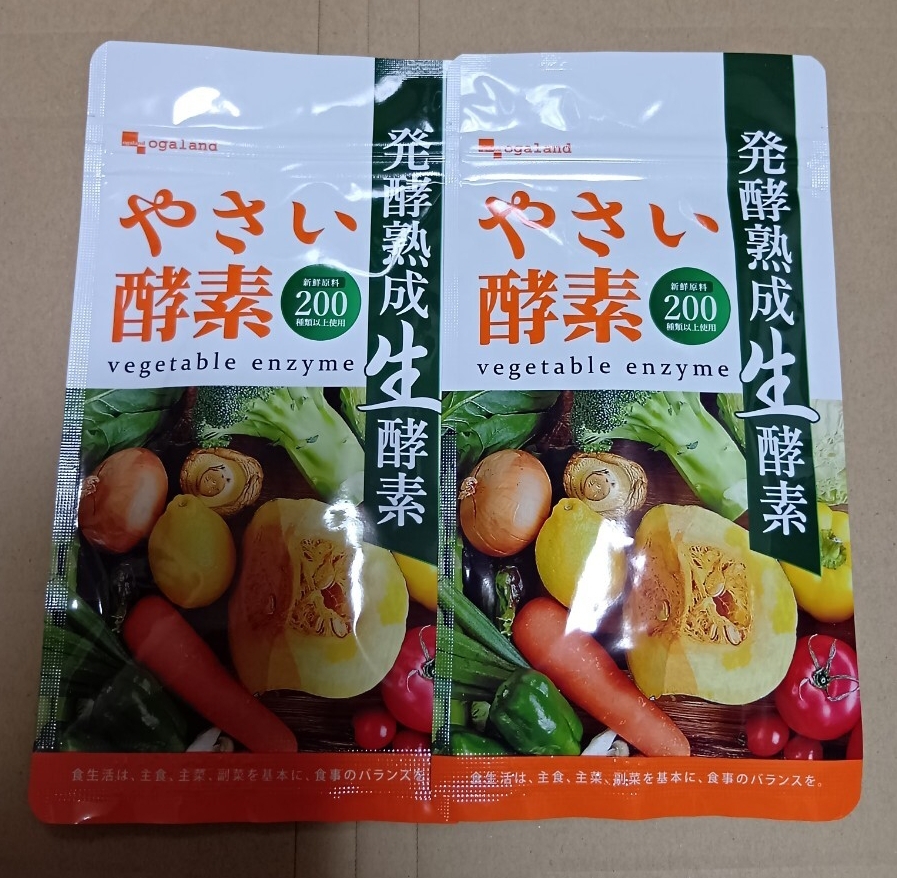 ogaland
やさい
酵素
新鮮原料
200
種類以上使用
vegetable enzyme
発酵熟成生酵素
食生活は、主食、主菜、副菜を基本に、食事のバランスを
ogaland
やさい
酵素
新鮮原料
200
種類以上使用
vegetable enzyme
発酵熟成生酵素
食生活は、主食、主菜、副菜を基本に、食事のバランスを。